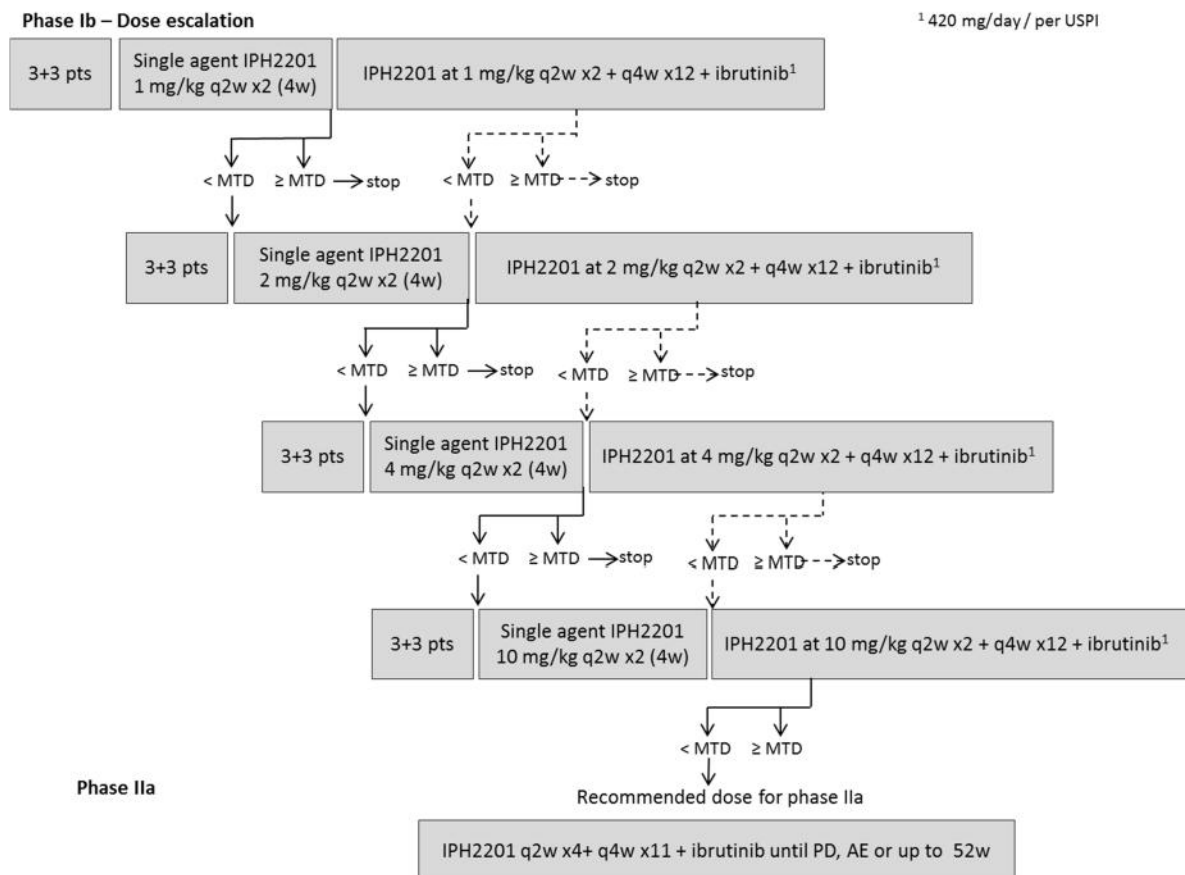 Phase Ib – Dose escalation
¹ 420 mg/day / per USPI
3+3 pts
Single agent IPH2201
1 mg/kg q2w x2 (4w)
IPH2201 at 1 mg/kg q2w x2 + q4w x12 + ibrutinib¹
< MTD ≥ MTD stop
< MTD ≥ MTD stop
3+3 pts
Single agent IPH2201
2 mg/kg q2w x2 (4w)
IPH2201 at 2 mg/kg q2w x2 + q4w x12 + ibrutinib¹
< MTD ≥ MTD stop
< MTD ≥ MTD stop
3+3 pts
Single agent IPH2201
4 mg/kg q2w x2 (4w)
IPH2201 at 4 mg/kg q2w x2 + q4w x12 + ibrutinib¹
< MTD ≥ MTD stop
< MTD ≧ MTD stop
3+3 pts
Single agent IPH2201
10 mg/kg q2w x2 (4w)
IPH2201 at 10 mg/kg q2w x2 + q4w x12 + ibrutinib¹
< MTD ≥ MTD
Phase IIa
Recommended dose for phase IIa
IPH2201 q2w x4+ q4w x11 + ibrutinib until PD, AE or up to 52w